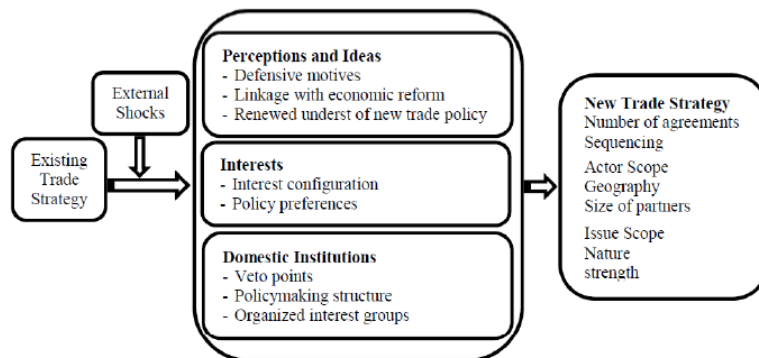 External
Shocks
Existing
Trade
Strategy
Perceptions and Ideas
- Defensive motives
- Linkage with economic reform
- Renewed underst of new trade policy
Interests
- Interest configuration
- Policy preferences
Domestic Institutions
- Veto points
- Policymaking structure
- Organized interest groups
New Trade Strategy
Number of agreements
Sequencing
Actor Scope
Geography
Size of partners
Issue Scope
Nature
strength